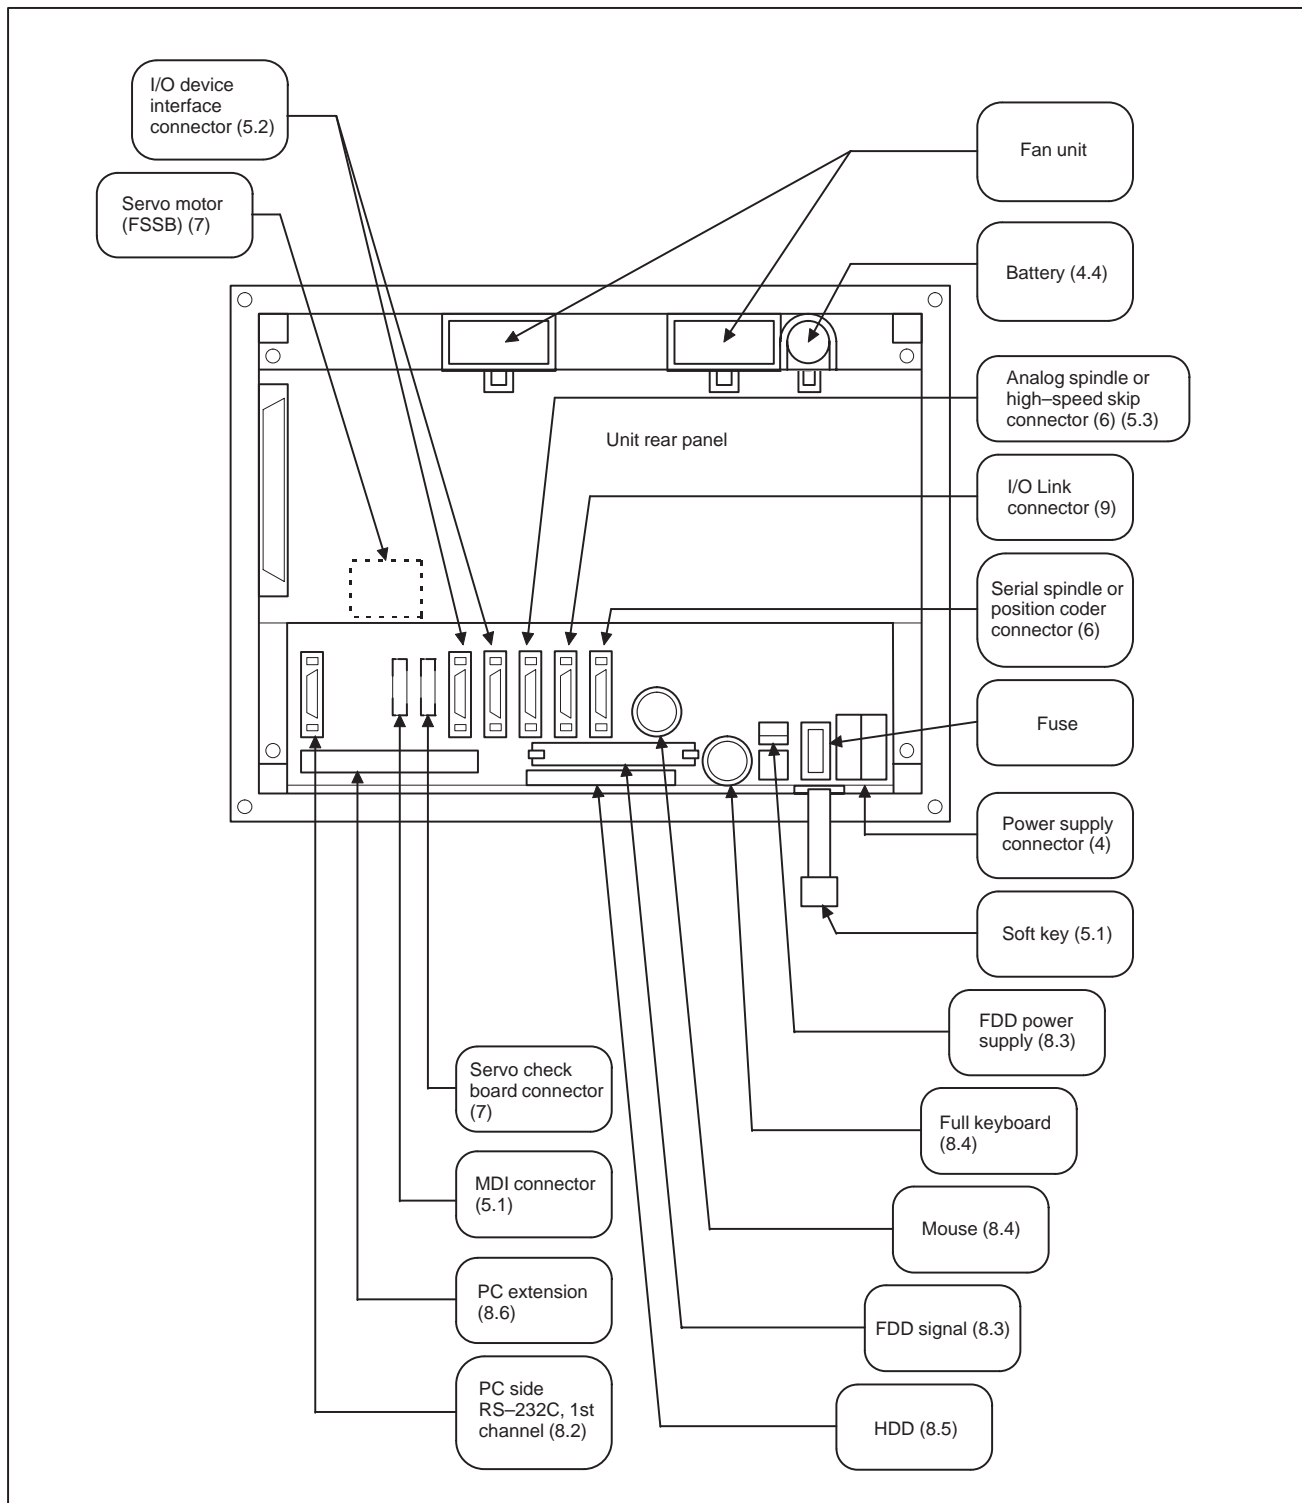 I/O device
interface
connector (5.2)
Servo motor
(FSSB) (7)
Fan unit
Battery (4.4)
Analog spindle or
high–speed skip
connector (6) (5.3)
Unit rear panel
I/O Link
connector (9)
Serial spindle or
position coder
connector (6)
Fuse
Power supply
connector (4)
Soft key (5.1)
FDD power
supply (8.3)
Servo check
board connector
(7)
Full keyboard
(8.4)
MDI connector
(5.1)
Mouse (8.4)
PC extension
(8.6)
FDD signal (8.3)
PC side
RS–232C, 1st
channel (8.2)
HDD (8.5)